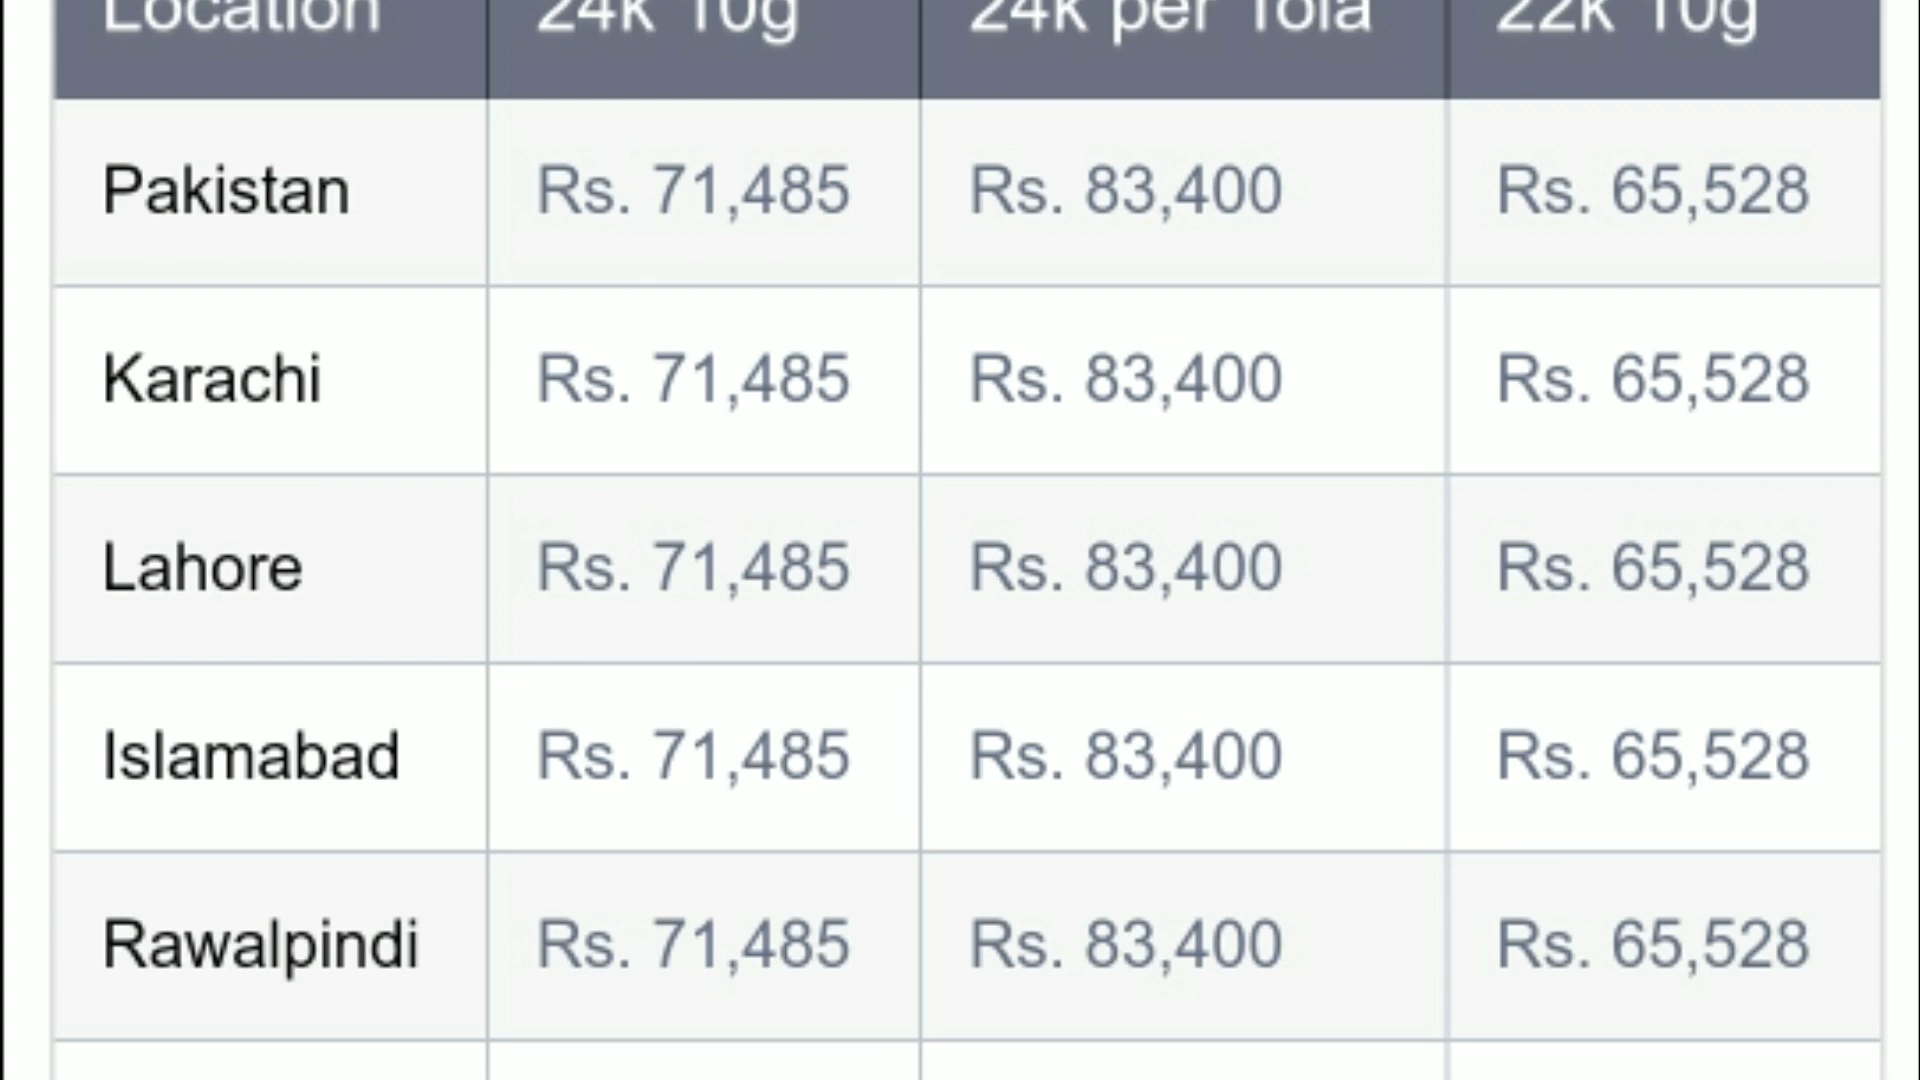 Location 24k 10g 24k per Tola 22k 10g
Pakistan Rs. 71,485 Rs. 83,400 Rs. 65,528
Karachi Rs. 71,485 Rs. 83,400 Rs. 65,528
Lahore Rs. 71,485 Rs. 83,400 Rs. 65,528
Islamabad Rs. 71,485 Rs. 83,400 Rs. 65,528
Rawalpindi Rs. 71,485 Rs. 83,400 Rs. 65,528